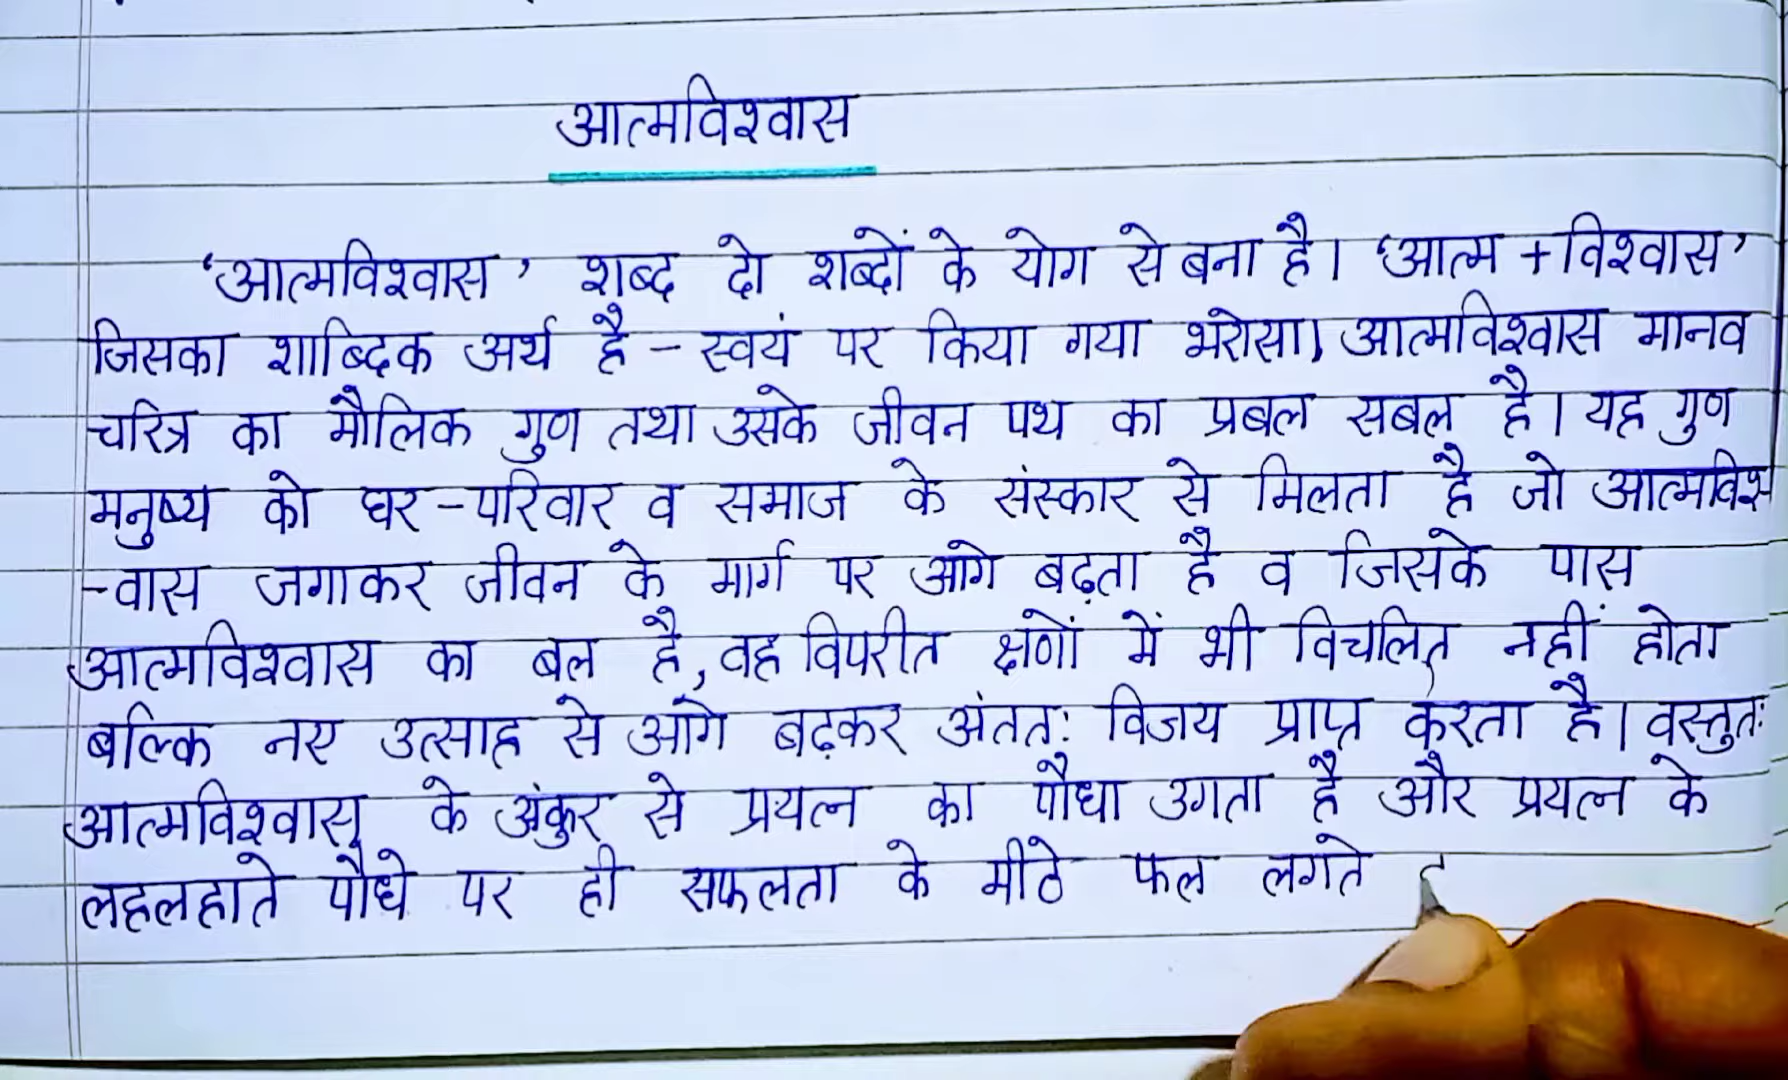 आत्मविश्वास
‘आत्मविश्वास’ शब्द दो शब्दों के योग से बना है। ‘आत्म + विश्वास’
जिसका शाब्दिक अर्थ है – स्वयं पर किया गया भरोसा। आत्मविश्वास मानव
चरित्र का मौलिक गुण तथा उसके जीवन पथ का प्रबल सबल है। यह गुण
मनुष्य को घर – परिवार व समाज के संस्कार से मिलता है जो आत्मविश्
-वास जगाकर जीवन के मार्ग पर आगे बढ़ता है व जिसके पास
आत्मविश्वास का बल है, वह विपरीत क्षणों में भी विचलित नहीं होता
बल्कि नए उत्साह से आगे बढ़कर अंततः विजय प्राप्त करता है। वस्तुतः
आत्मविश्वास के अंकुर से प्रयत्न का पौधा उगता है और प्रयत्न के
लहलहाते पौधे पर ही सफलता के मीठे फल लगते